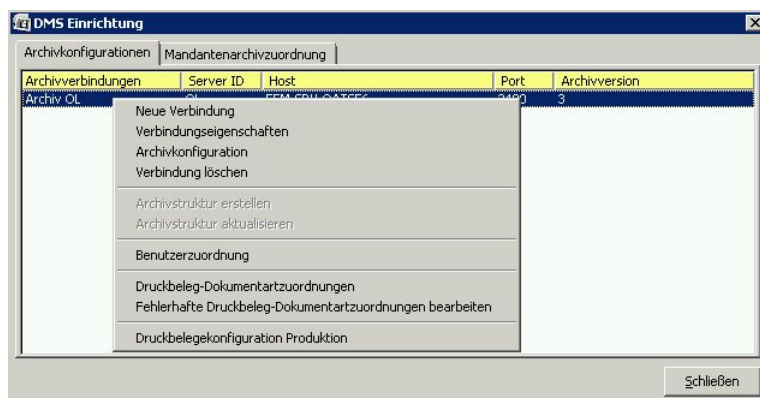 DMS Einrichtung
Archivkonfigurationen Mandantenarchivzuordnung
Archivverbindungen Server ID Host Port Archivversion
Archiv OL 3
Neue Verbindung
Verbindungseigenschaften
Archivkonfiguration
Verbindung löschen
Archivstruktur erstellen
Archivstruktur aktualisieren
Benutzerzuordnung
Druckbeleg-Dokumentartzuordnungen
Fehlerhafte Druckbeleg-Dokumentartzuordnungen bearbeiten
Druckbelegekonfiguration Produktion
Schließen